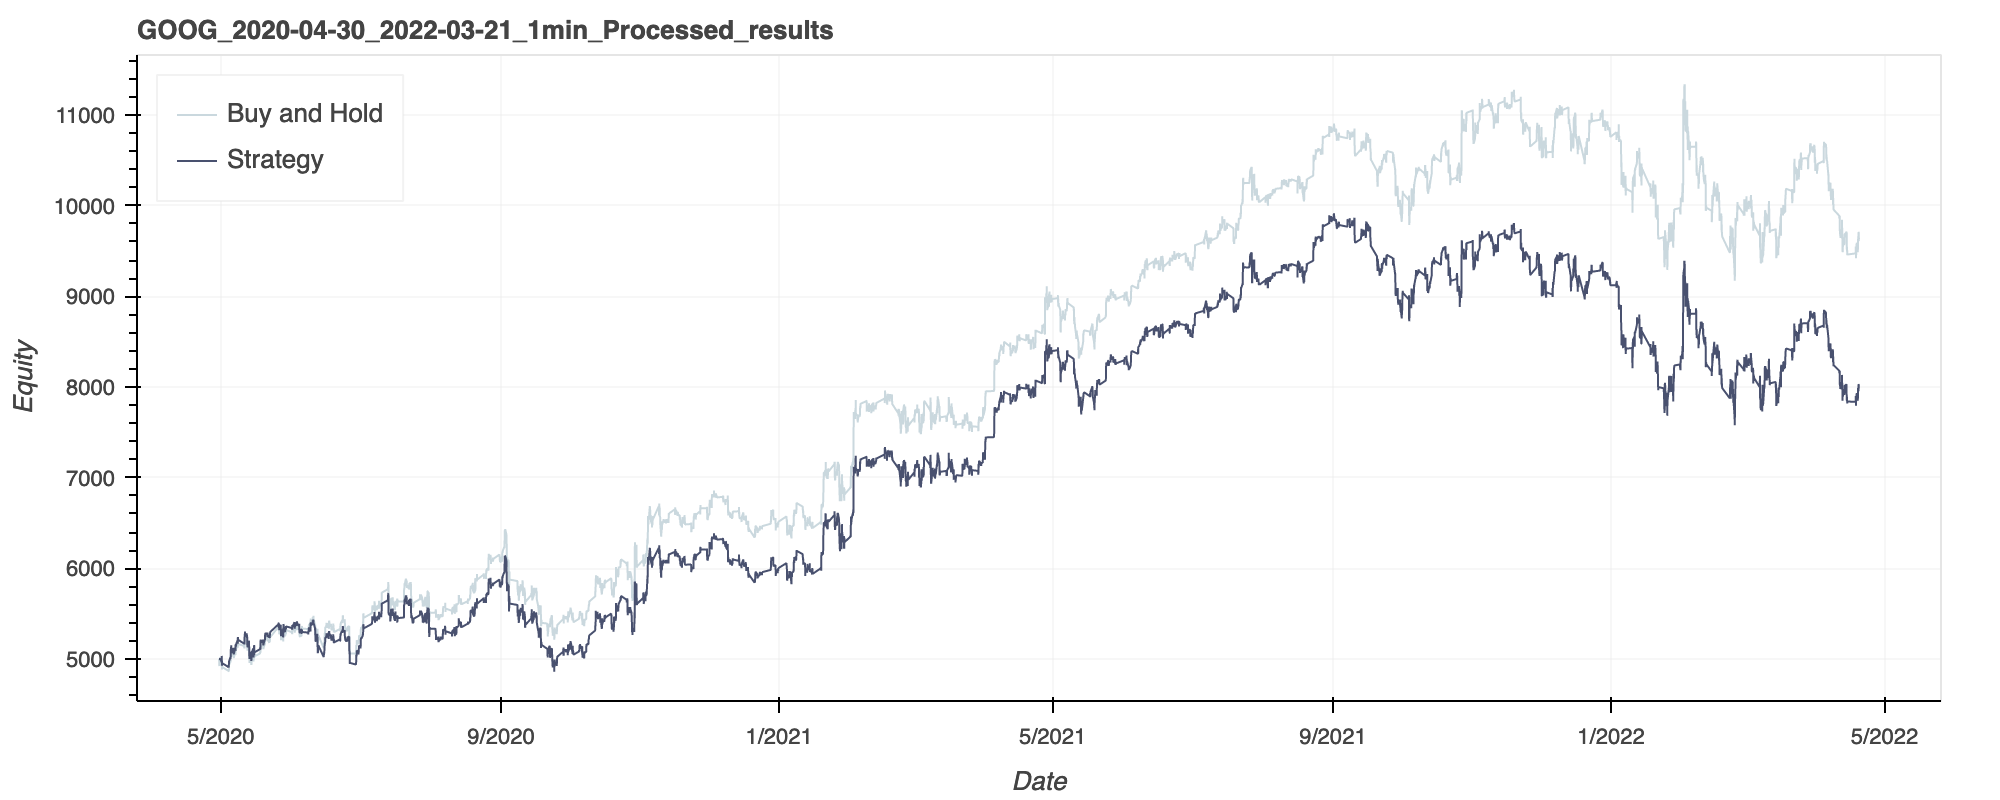 GOOG_2020-04-30_2022-03-21_1min_Processed_results
Buy and Hold
Strategy
Equity
11000
10000
9000
8000
7000
6000
5000
5/2020
9/2020
1/2021
5/2021
9/2021
1/2022
5/2022
Date